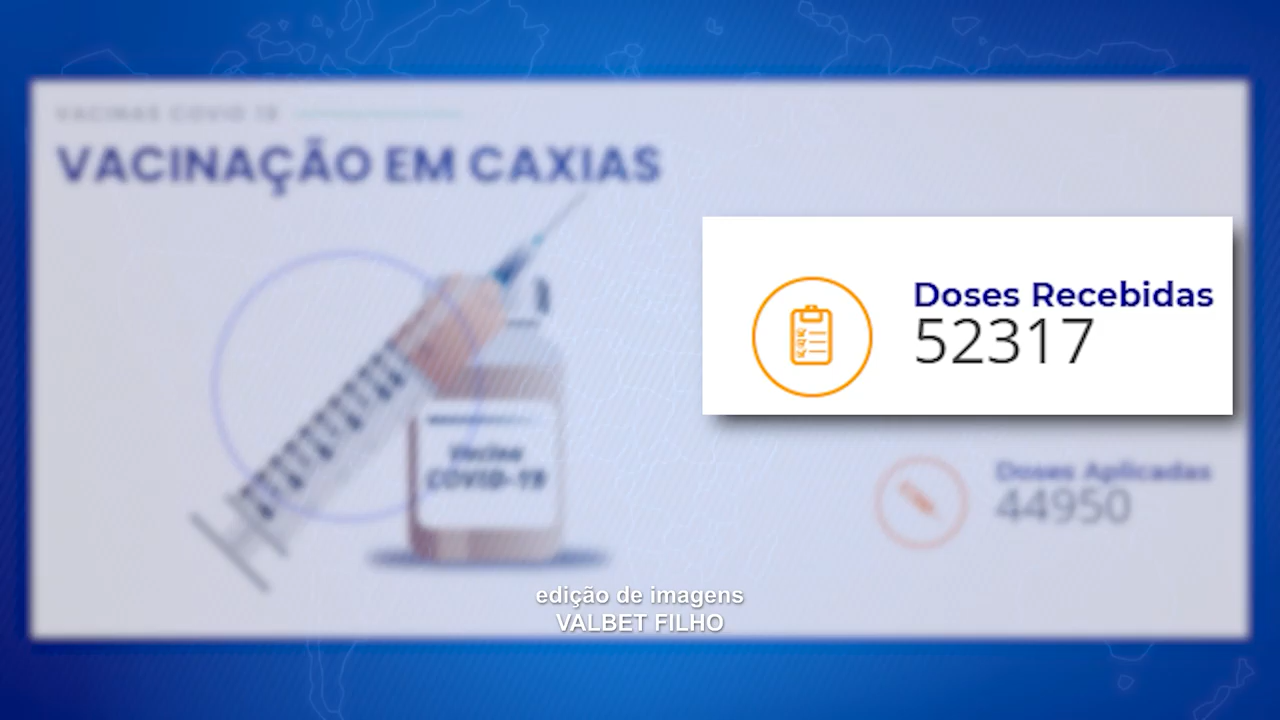 VACINAS COVID 19
VACINAÇÃO EM CAXIAS
Doses Recebidas
52317
Vacina
COVID-19
Doses Aplicadas
44950
edição de imagens
VALBET FILHO